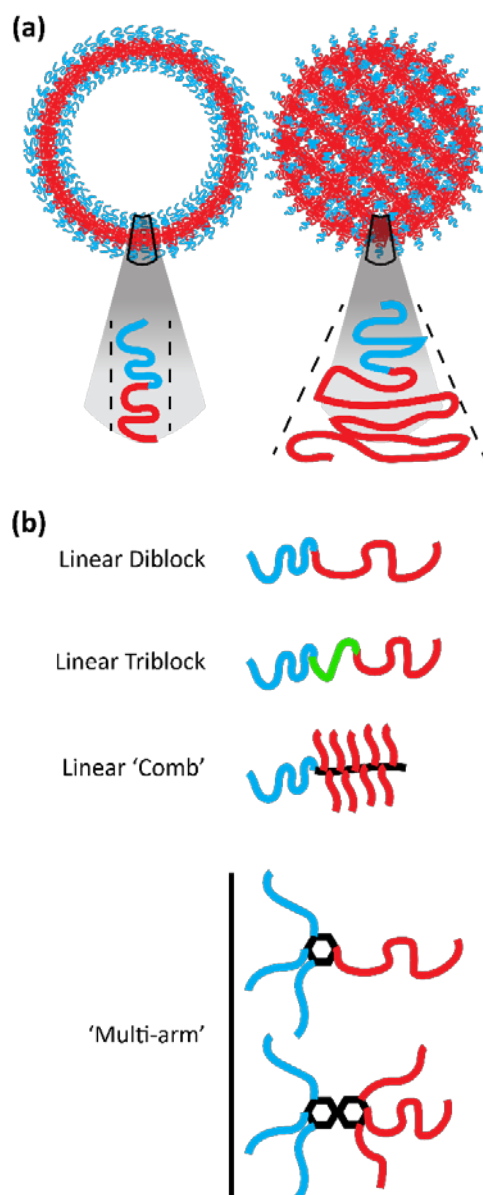 (a)
(b)
Linear Diblock
Linear Triblock
Linear ‘Comb’
‘Multi-arm’